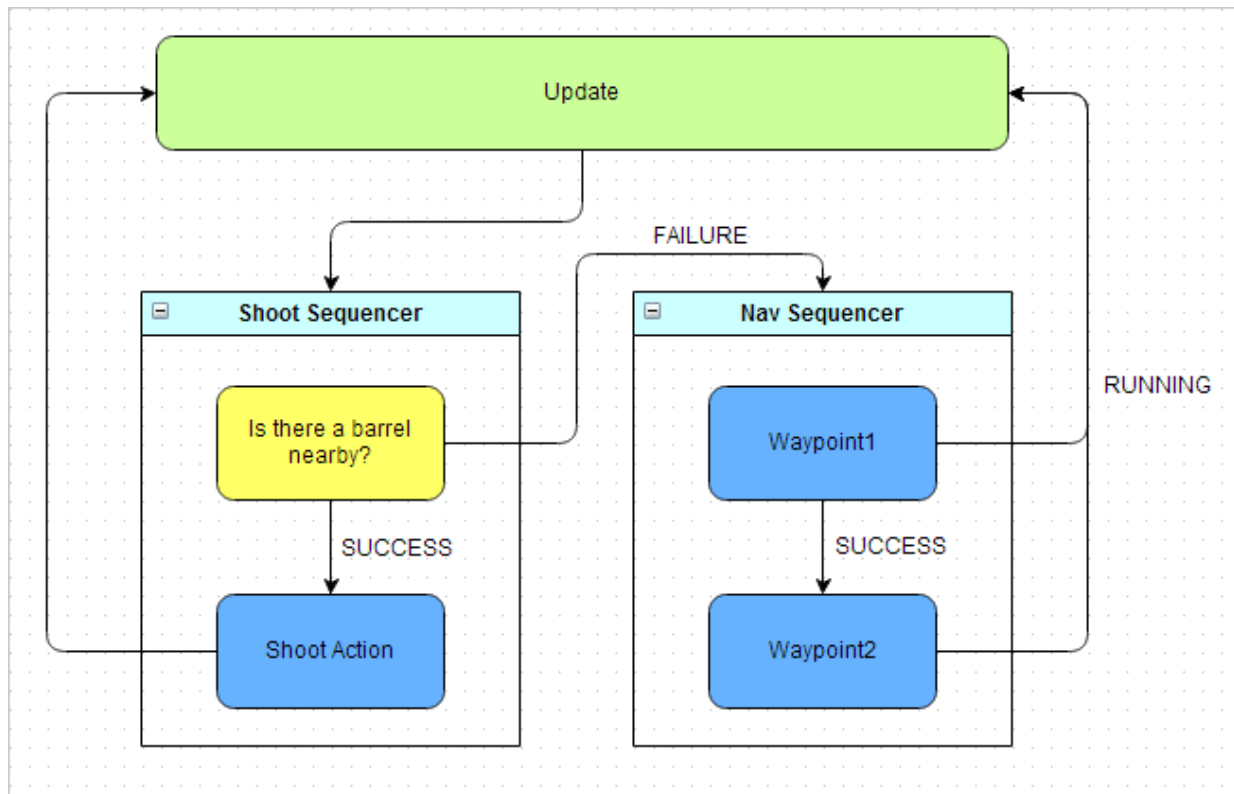 Update
FAILURE
Shoot Sequencer
Nav Sequencer
RUNNING
Is there a barrel
nearby?
Waypoint1
SUCCESS
SUCCESS
Shoot Action
Waypoint2